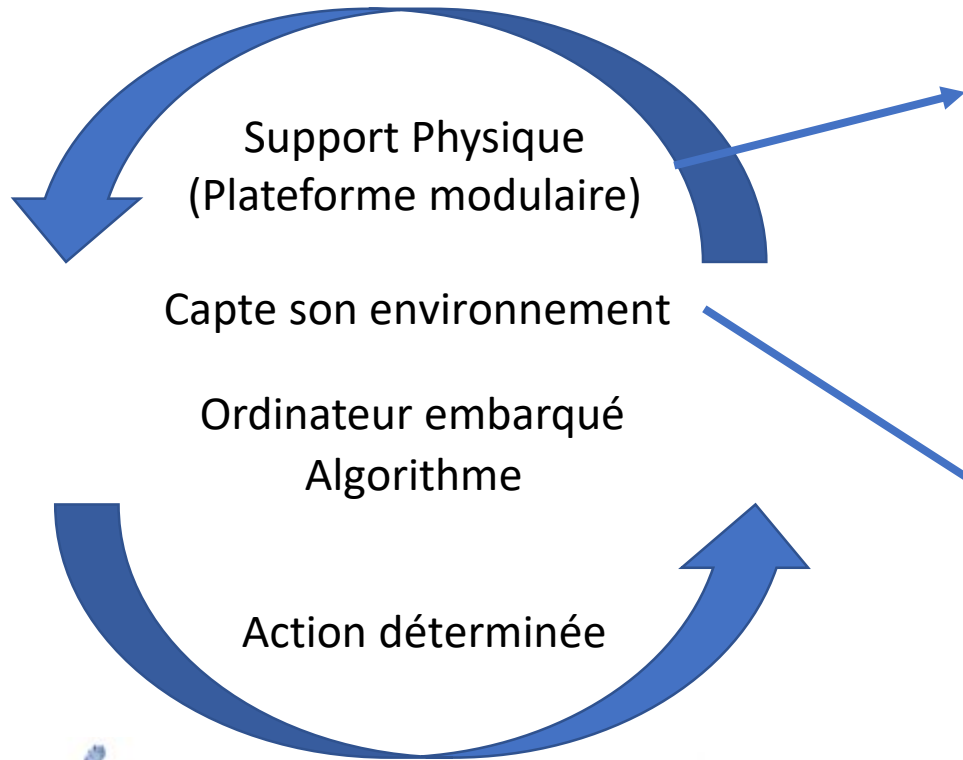 Support Physique
(Plateforme modulaire)
Capte son environnement
Ordinateur embarqué
Algorithme
Action déterminée